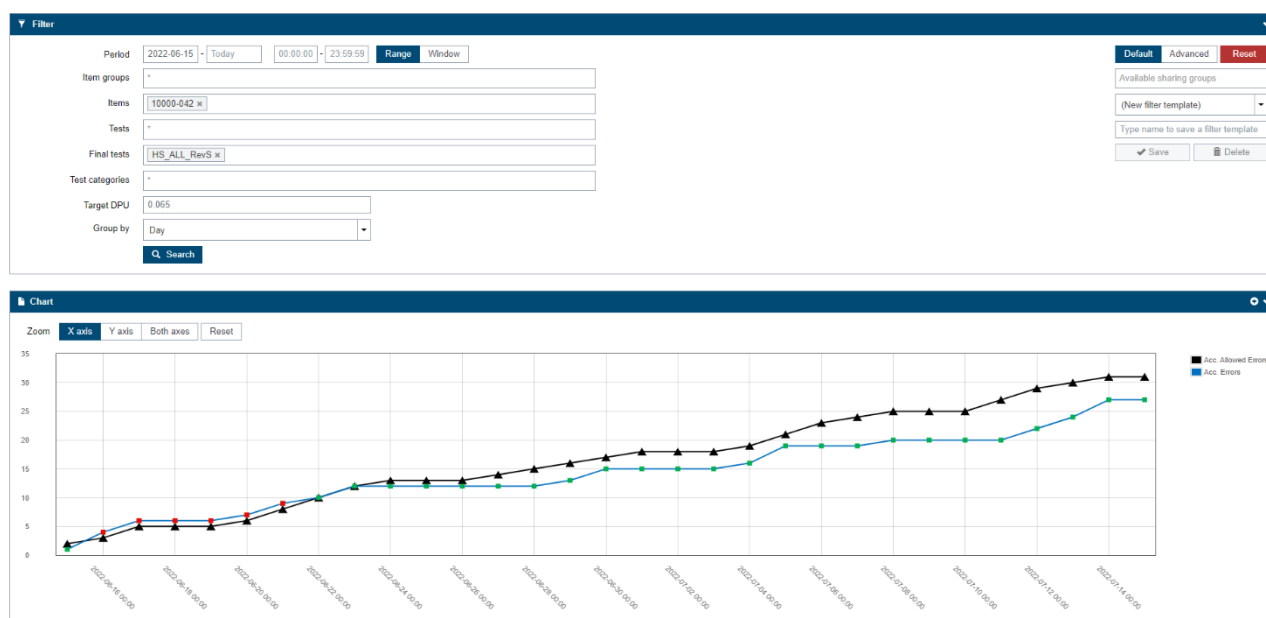 Filter
Period 2022-06-15 - Today 00:00:00 - 23:59:59 Range Window
Default Advanced Reset
Item groups *
Available sharing groups
Items 10000-042 ×
(New filter template)
Tests *
Type name to save a filter template
Final tests HS_ALL_RevS ×
Save Delete
Test categories *
Target DPU 0.065
Group by Day
Search
Chart
Zoom X axis Y axis Both axes Reset
35
30
25
20
15
10
5
0
Acc. Allowed Errors
Acc. Errors
2022-06-16 00:00
2022-06-18 00:00
2022-06-20 00:00
2022-06-22 00:00
2022-06-24 00:00
2022-06-26 00:00
2022-06-28 00:00
2022-06-30 00:00
2022-07-02 00:00
2022-07-04 00:00
2022-07-06 00:00
2022-07-08 00:00
2022-07-10 00:00
2022-07-12 00:00
2022-07-14 00:00